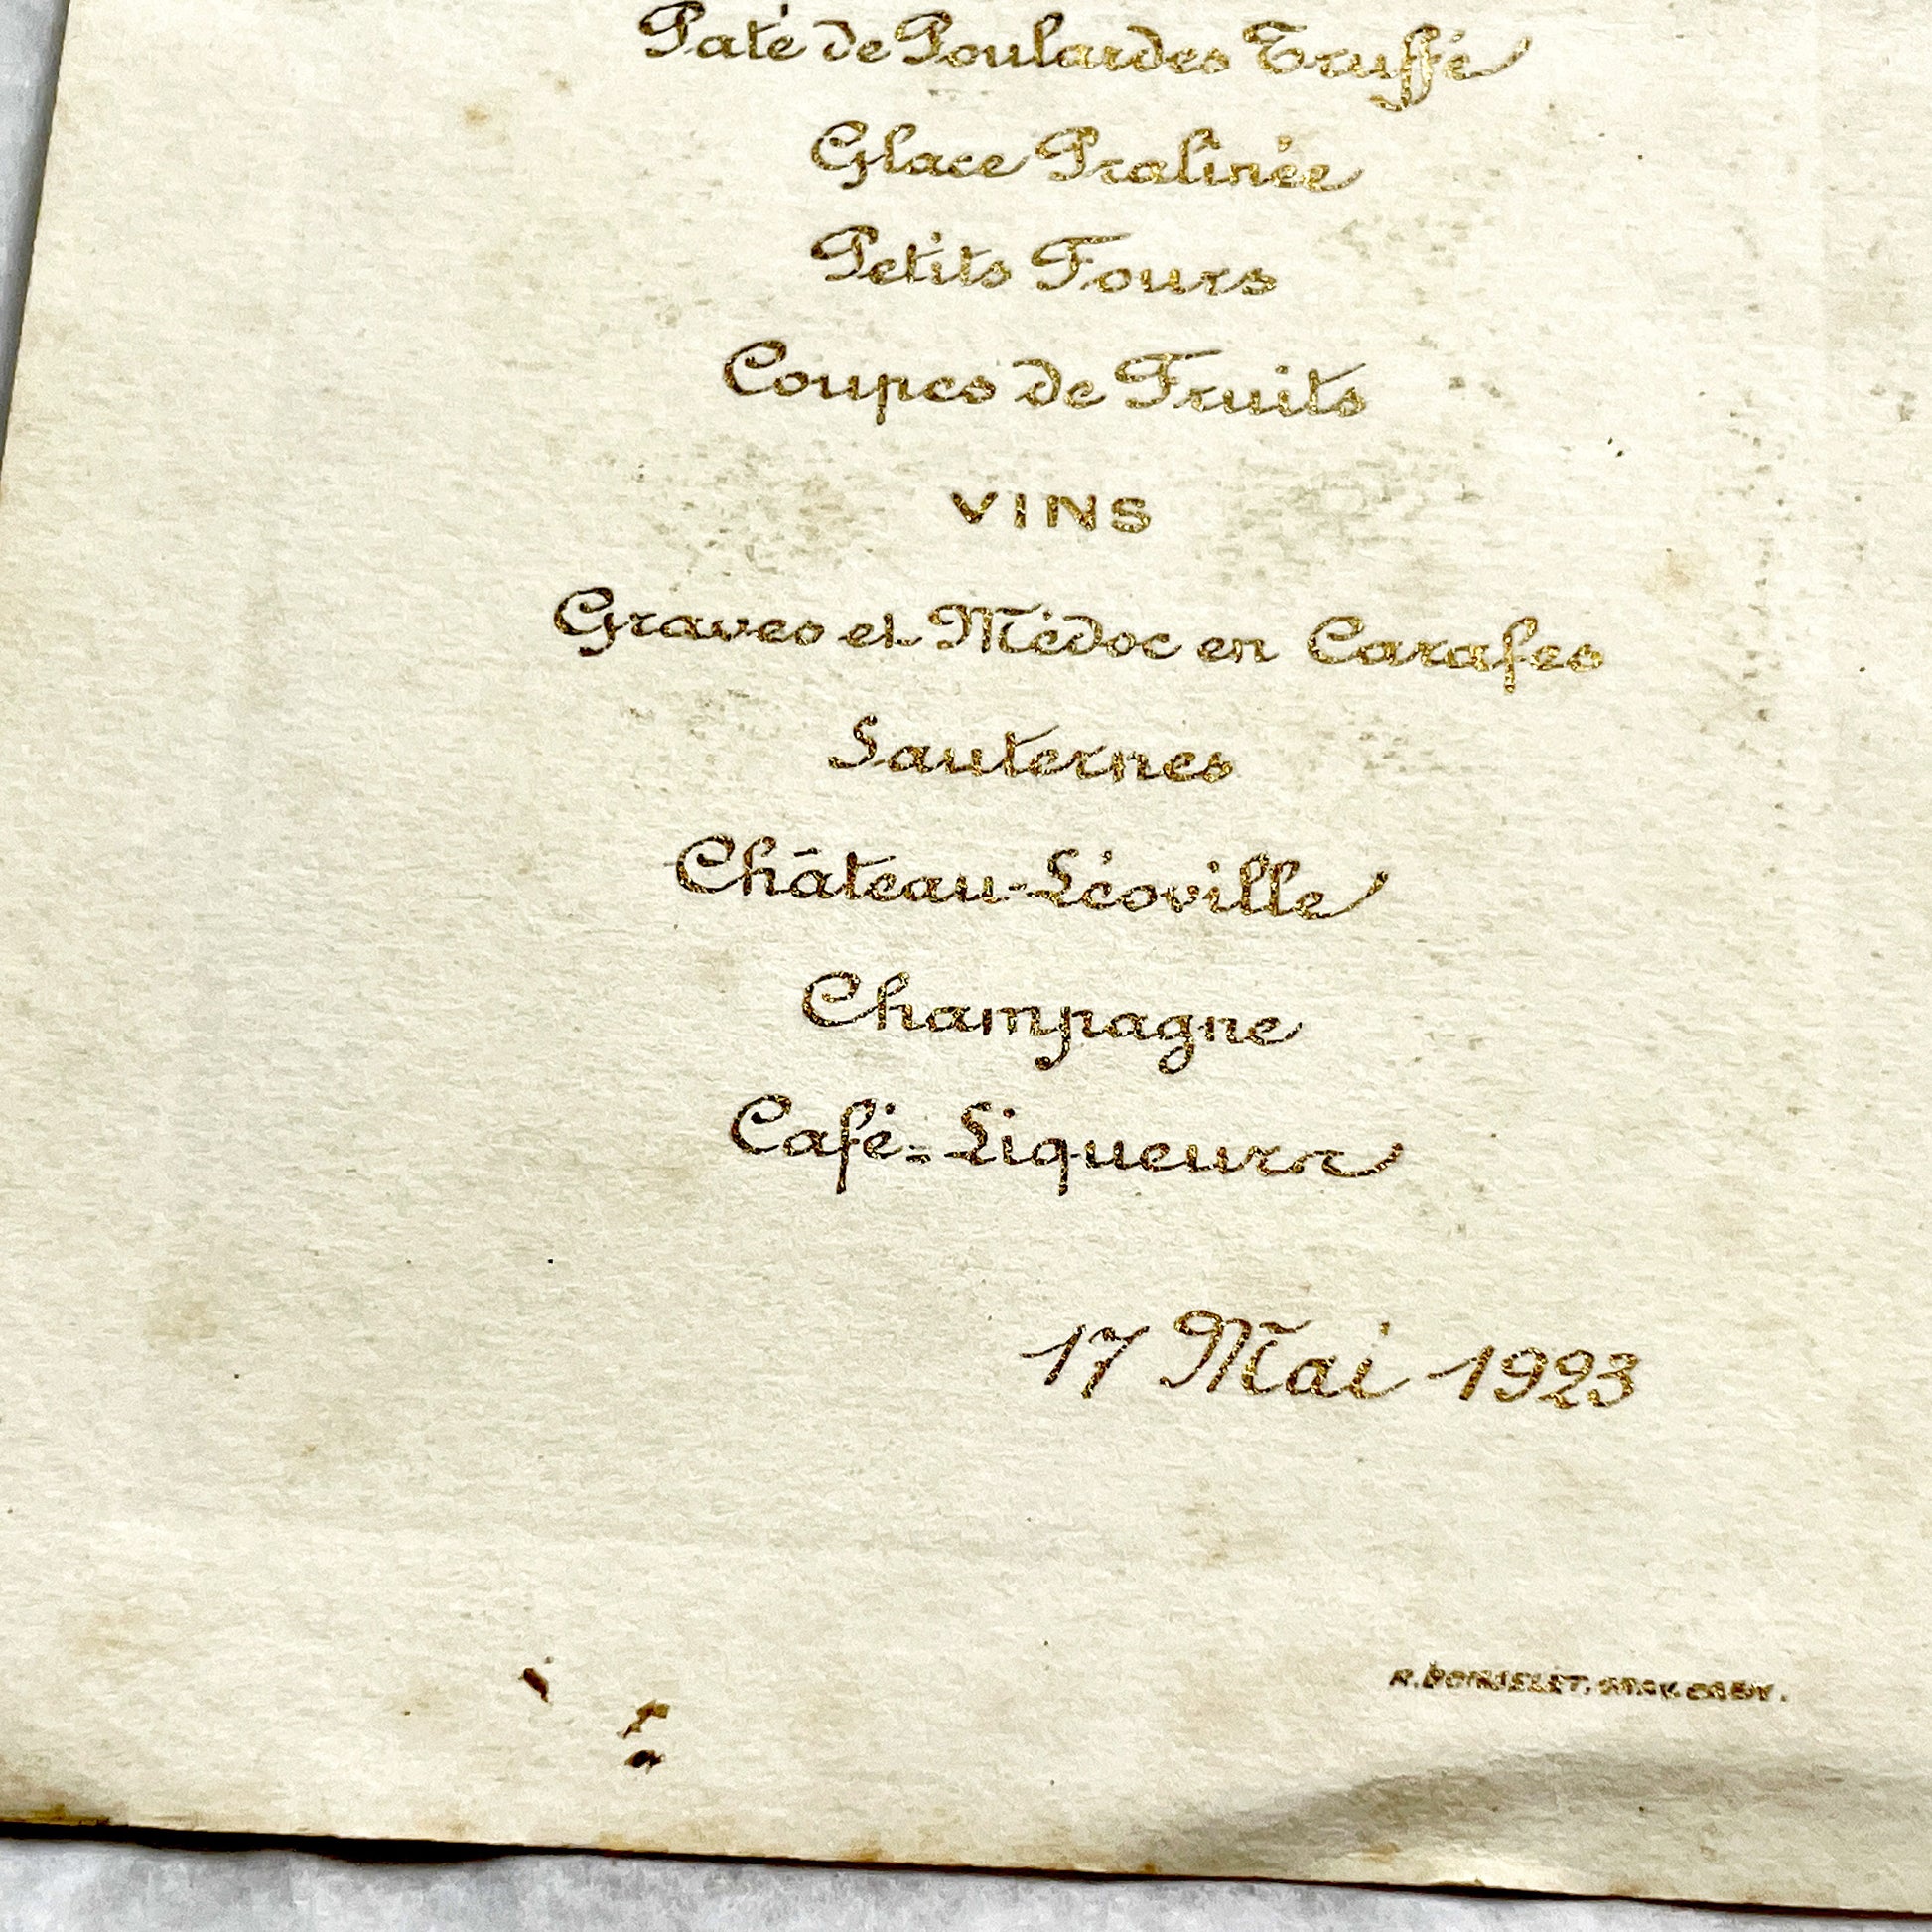 Pâté de Poulardes Truffé
Glace Pralinée
Petits Fours
Coupes de Fruits
VINS
Graves et Médoc en Carafes
Sauternes
Château-Léoville
Champagne
Café=Liqueurs
17 Mai 1923
R.